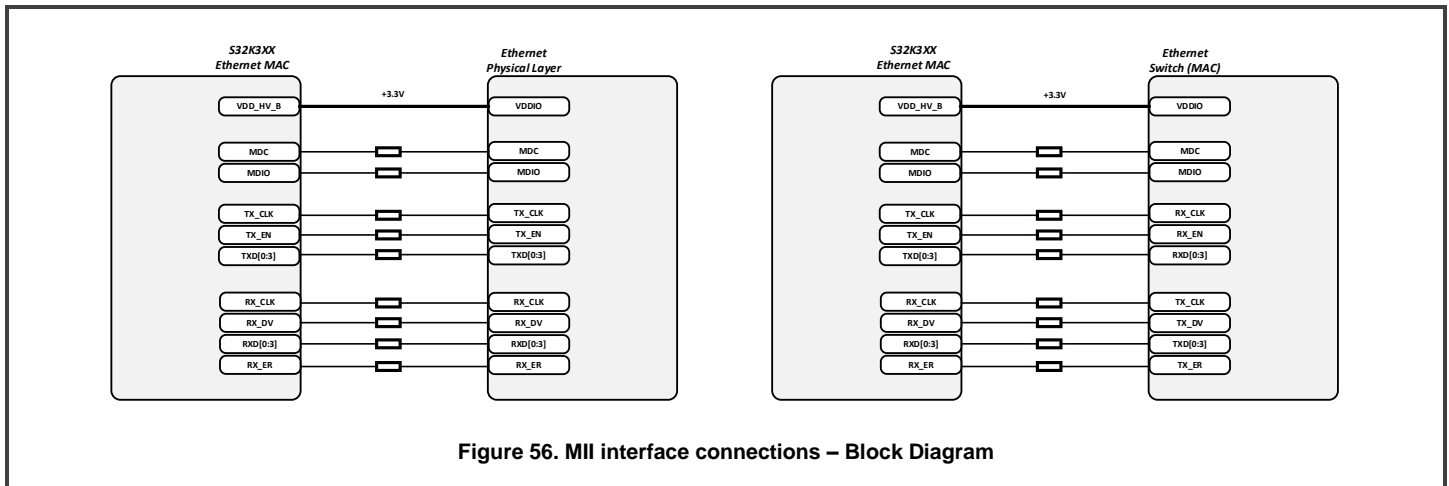 S32K3XX
Ethernet MAC
Ethernet
Physical Layer
+3.3V
VDD_HV_B
VDDIO
MDC
MDC
MDIO
MDIO
TX_CLK
TX_CLK
TX_EN
TX_EN
TXD[0:3]
TXD[0:3]
RX_CLK
RX_CLK
RX_DV
RX_DV
RXD[0:3]
RXD[0:3]
RX_ER
RX_ER
S32K3XX
Ethernet MAC
Ethernet
Switch (MAC)
+3.3V
VDD_HV_B
VDDIO
MDC
MDC
MDIO
MDIO
TX_CLK
RX_CLK
TX_EN
RX_EN
TXD[0:3]
RXD[0:3]
RX_CLK
TX_CLK
RX_DV
TX_DV
RXD[0:3]
TXD[0:3]
RX_ER
TX_ER
Figure 56. MII interface connections – Block Diagram